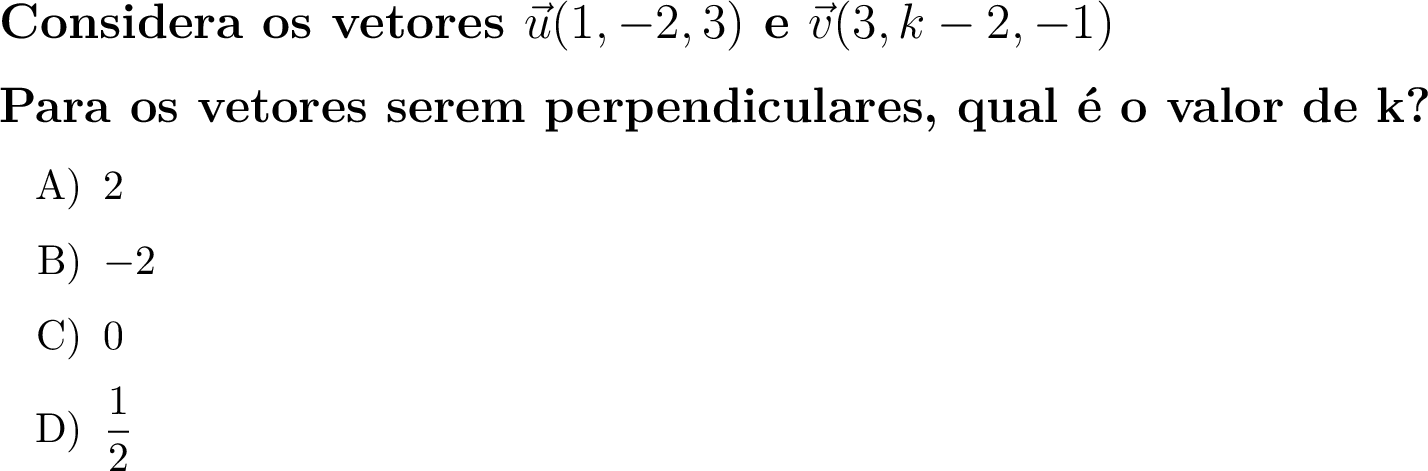 Considera os vetores $\vec{u}(1, -2, 3)$ e $\vec{v}(3, k - 2, -1)$
Para os vetores serem perpendiculares, qual é o valor de k?
A) 2
B) $-2$
C) 0
D) $\dfrac{1}{2}$